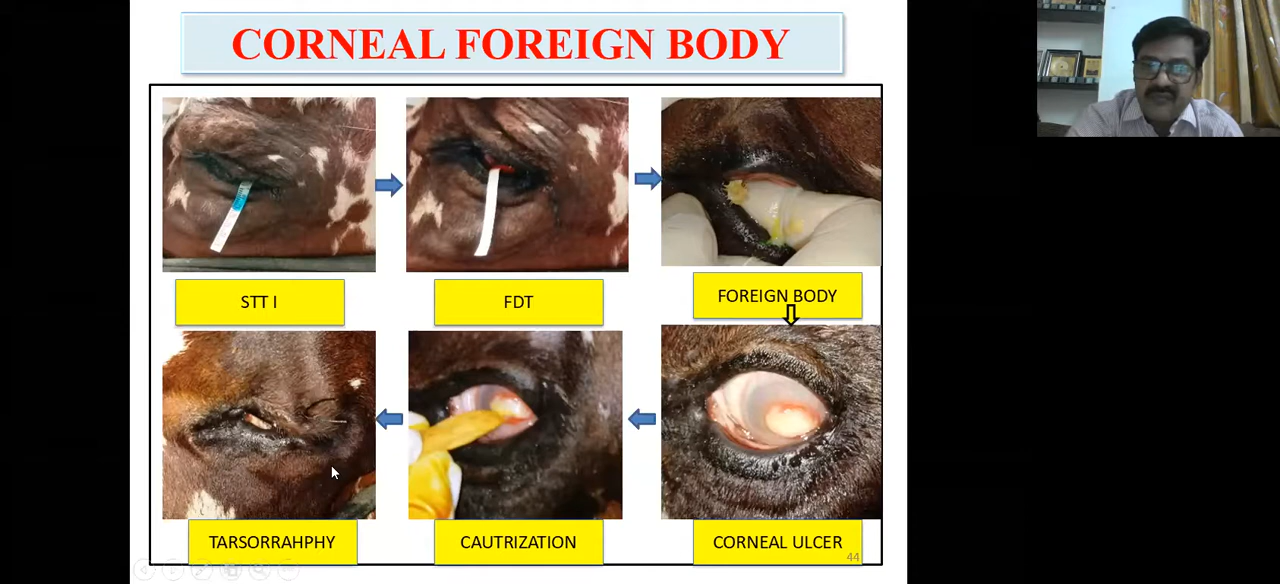 CORNEAL FOREIGN BODY
STT I
FDT
FOREIGN BODY
TARSORRAHPHY
CAUTRIZATION
CORNEAL ULCER
44